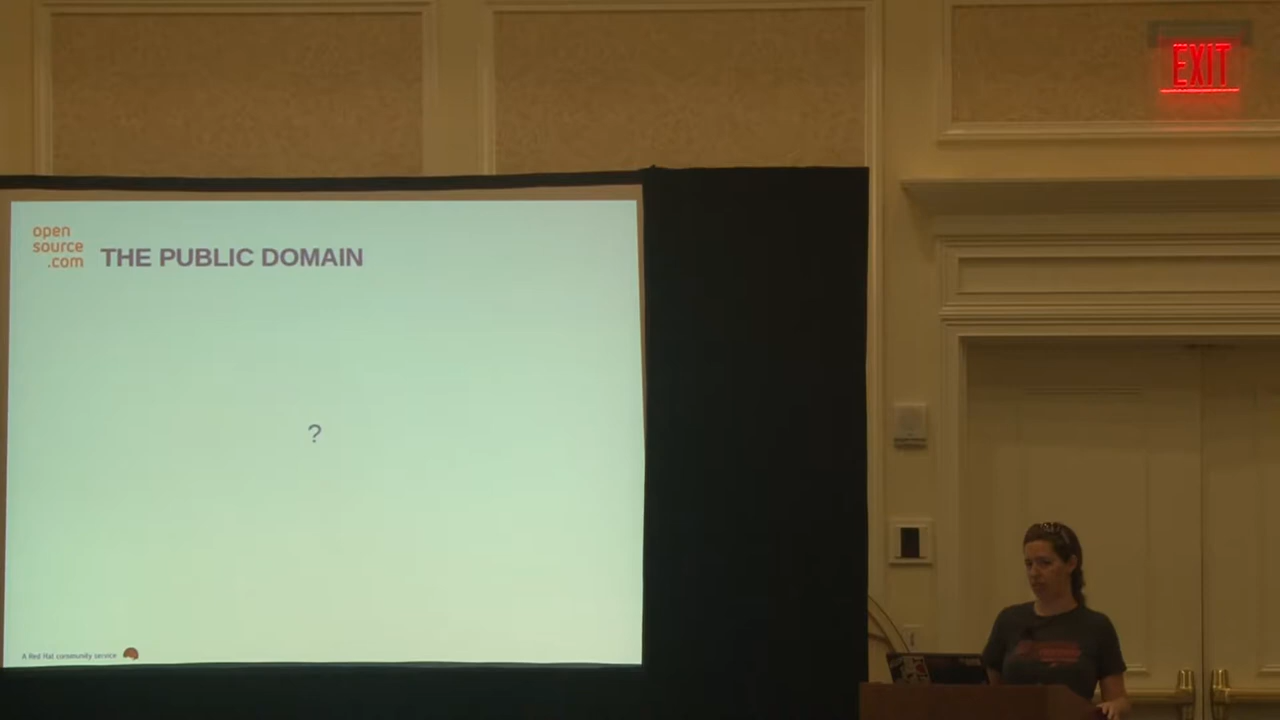 EXIT
open
source
.com
THE PUBLIC DOMAIN
?
A Red Hat community service